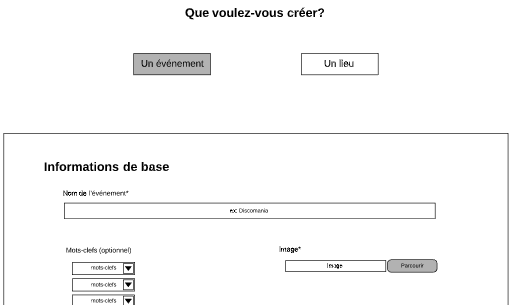 Que voulez-vous créer?
Un événement
Un lieu
Informations de base
Nom de l'événement*
ex: Discomania
Mots-clefs (optionnel)
Image*
mots-clefs
Image
Parcourir
mots-clefs
mots-clefs